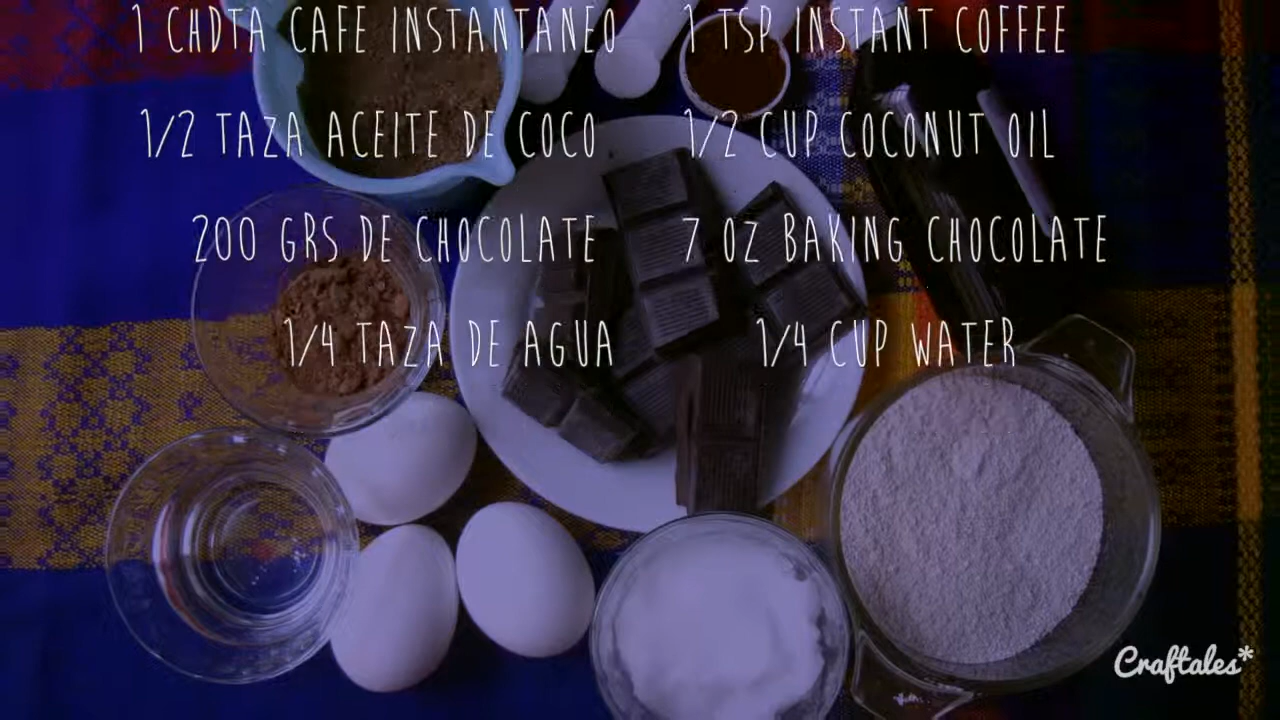 1 CHDTA CAFE INSTANTANEO 1 TSP INSTANT COFFEE
1/2 TAZA ACEITE DE COCO 1/2 CUP COCONUT OIL
200 GRS DE CHOCOLATE 7 OZ BAKING CHOCOLATE
1/4 TAZA DE AGUA 1/4 CUP WATER
Craftales*